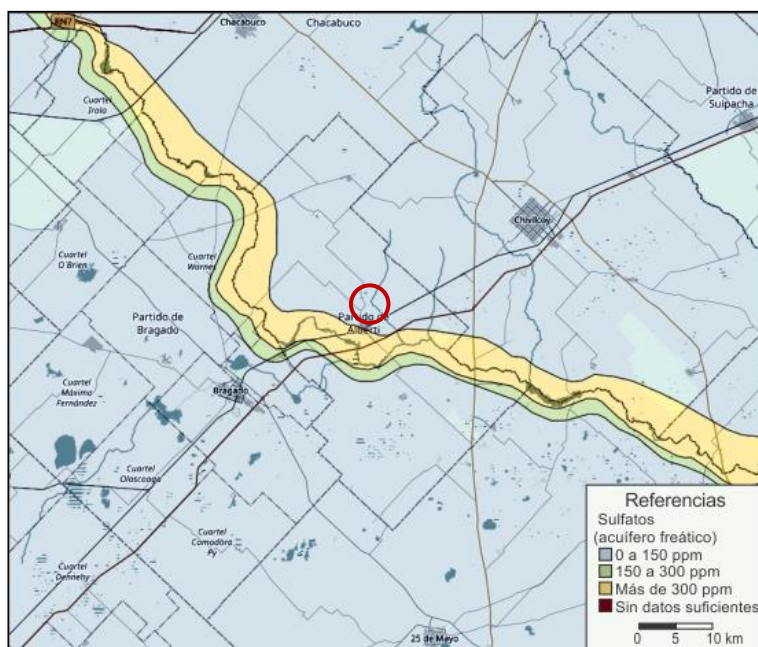 RN7
Chacabuco
Chacabuco
Cuartel
Irala
Partido de
Suipacha
Chivilcoy
Cuartel
O'Brien
Cuartel
Warnes
Partido de
Bragado
Partido de
Alberti
Cuartel
Máximo
Fernández
Bragado
Cuartel
Olascoaga
Cuartel
Comodoro
Py
Cuartel
Dennehy
25 de Mayo
Referencias
Sulfatos
(acuífero freático)
0 a 150 ppm
150 a 300 ppm
Más de 300 ppm
Sin datos suficientes
0 5 10 km